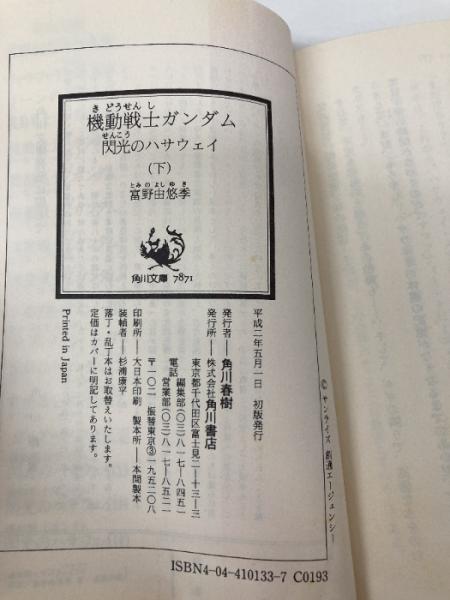 き どうせん し
機動戦士ガンダム
せんこう
閃光のハサウェイ
(下)
とみ の よし ゆ き
富野由悠季
角川文庫 7871
平成二年五月一日 初版発行
発行者―角川春樹
発行所―株式会社角川書店
東京都千代田区富士見二―十三―三
電話 編集部(〇三)八一七―八四五一
営業部(〇三)八一七―八五二一
〒一〇二 振替東京③一九五二〇八
印刷所―大日本印刷 製本所―本間製本
装幀者―杉浦康平
落丁・乱丁本はお取替えいたします。
定価はカバーに明記してあります。
Printed in Japan
© サンライズ 創通エージェンシー
ISBN4-04-410133-7 C0193